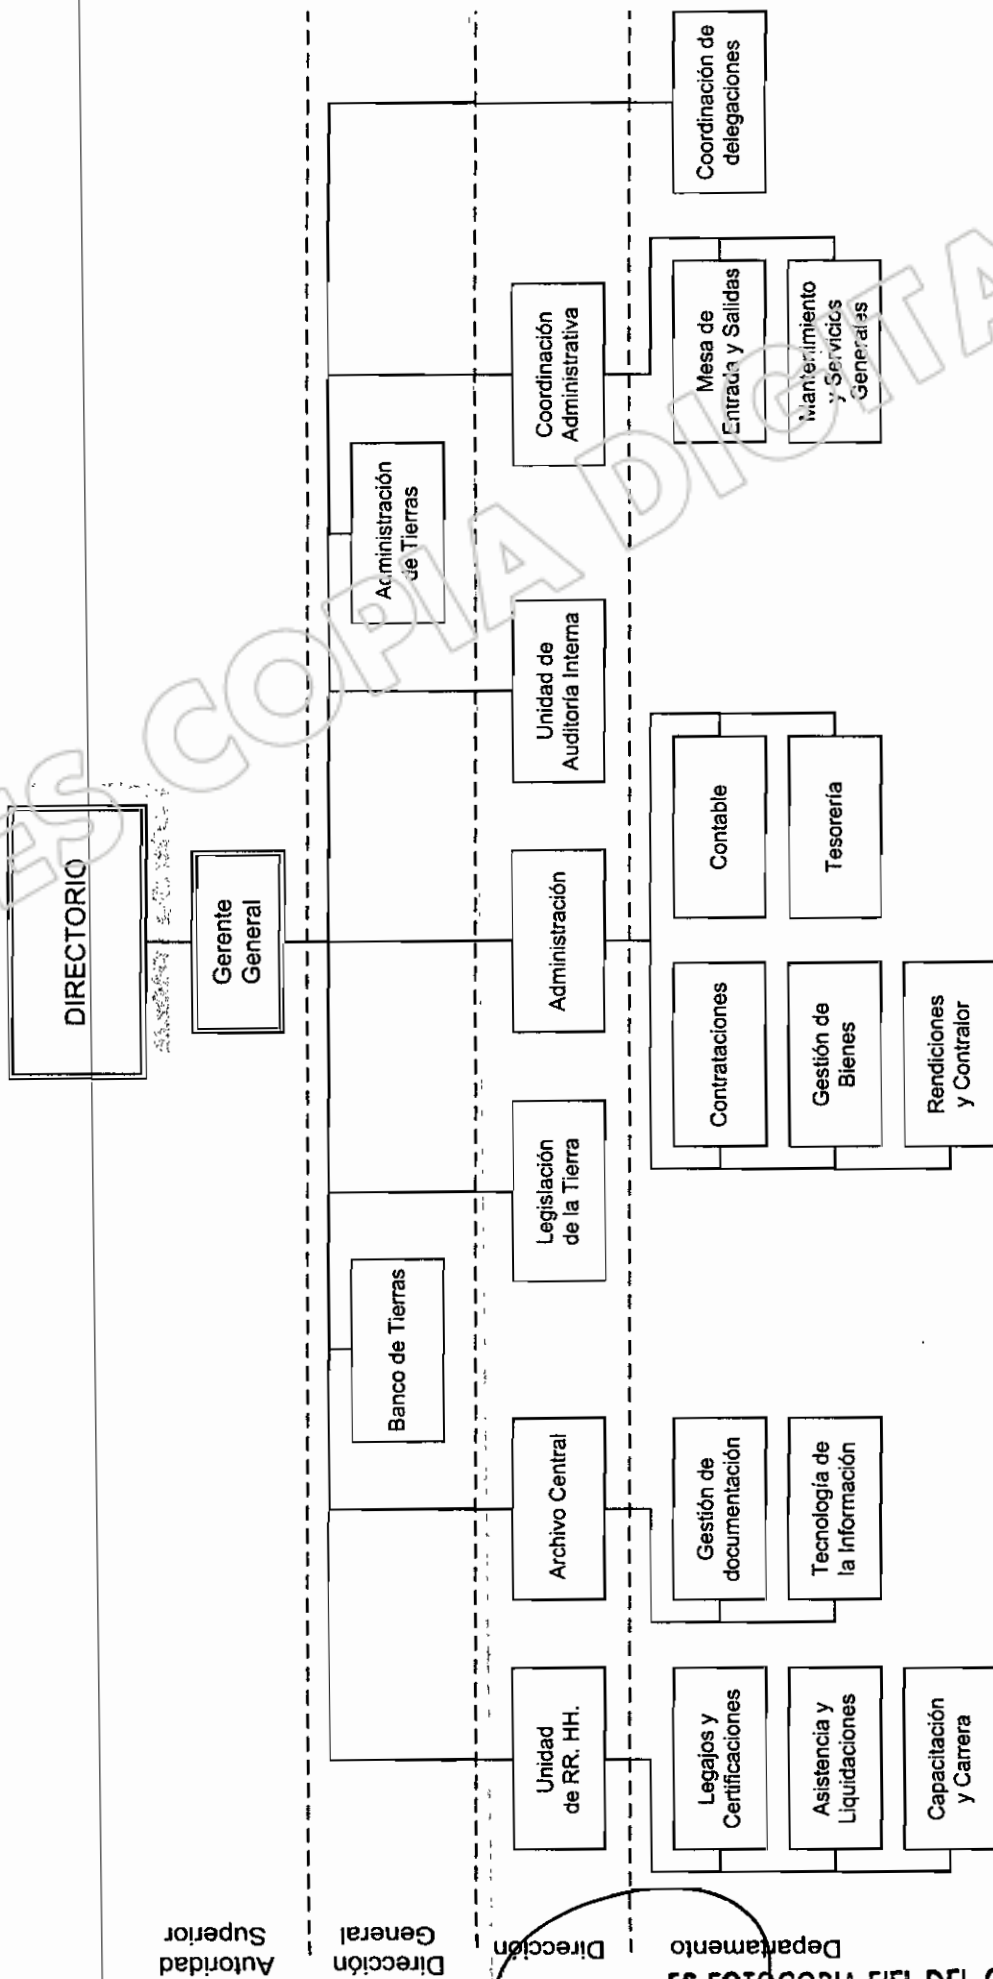 DIRECTORIO
Gerente
General
Autoridad
Superior
Dirección
General
Banco de Tierras
Administración
de Tierras
Dirección
Unidad
de RR. HH.
Archivo Central
Legislación
de la Tierra
Administración
Unidad de
Auditoría Interna
Coordinación
Administrativa
Departamento
Legajos y
Certificaciones
Asistencia y
Liquidaciones
Capacitación
y Carrera
Gestión de
documentación
Tecnología de
la Información
Contrataciones
Gestión de
Bienes
Rendiciones
y Contralor
Contable
Tesorería
Mesa de
Entrada y Salidas
Mantenimiento
y Servicios
Generales
Coordinación de
delegaciones
ES COPIA DIGITA
ES FOTOCOPIA FIEL DEL O